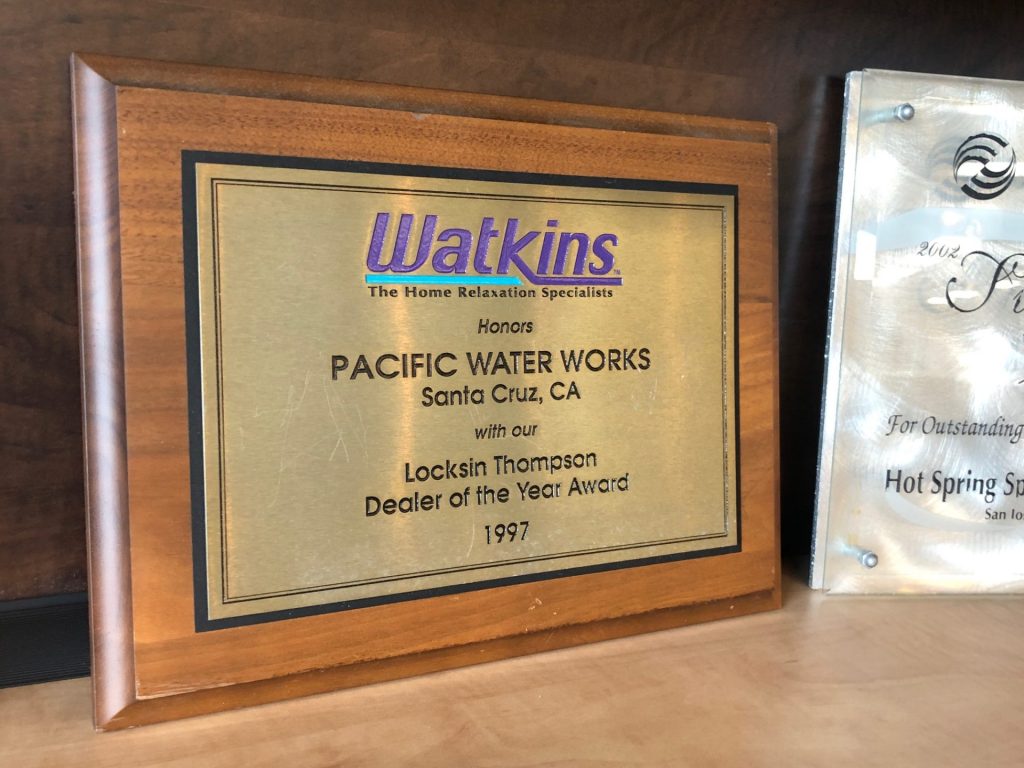 Watkins™
The Home Relaxation Specialists
Honors
PACIFIC WATER WORKS
Santa Cruz, CA
with our
Locksin Thompson
Dealer of the Year Award
1997
2002
For Outstanding
Hot Spring Sp
San Jo